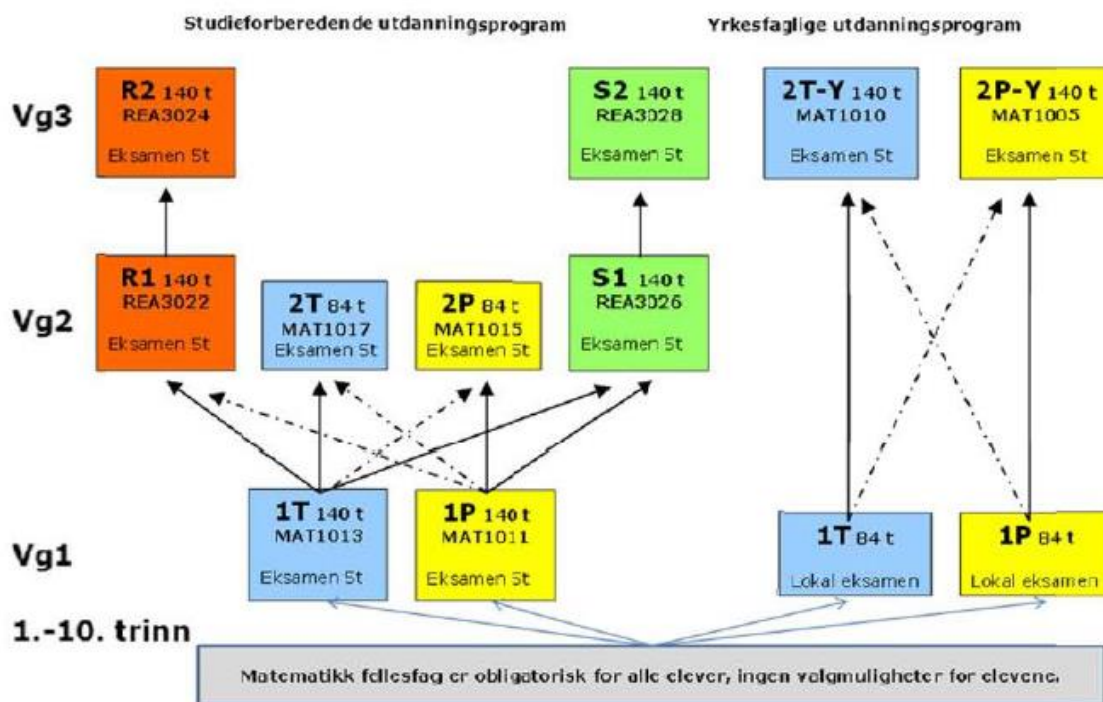 Studieforberedende utdanningsprogram
Yrkesfaglige utdanningsprogram
Vg3
R2 140 t
REA3024
Eksamen 5t
S2 140 t
REA3028
Eksamen 5t
2T-Y 140 t
MAT1010
Eksamen 5t
2P-Y 140 t
MAT1005
Eksamen 5t
Vg2
R1 140 t
REA3022
Eksamen 5t
2T 84 t
MAT1017
Eksamen 5t
2P 84 t
MAT1015
Eksamen 5t
S1 140 t
REA3026
Eksamen 5t
Vg1
1T 140 t
MAT1013
Eksamen 5t
1P 140 t
MAT1011
Eksamen 5t
1T 84 t
Lokal eksamen
1P 84 t
Lokal eksamen
1.-10. trinn
Matematikk fellesfag er obligatorisk for alle elever, ingen valgmuligheter for elevene.